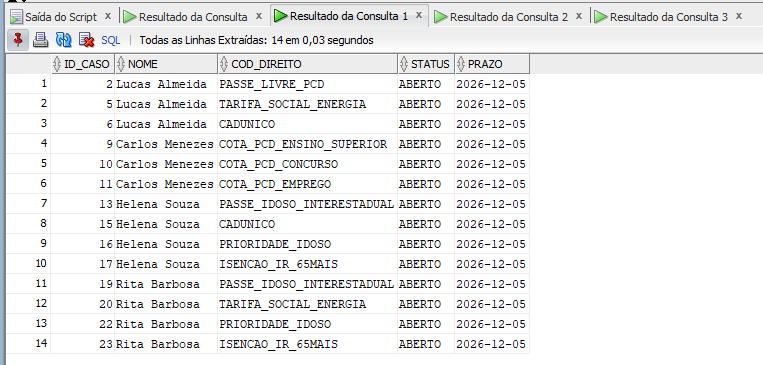 Saída do Script x Resultado da Consulta x Resultado da Consulta 1 x Resultado da Consulta 2 x Resultado da Consulta 3 x
SQL | Todas as Linhas Extraídas: 14 em 0,03 segundos
ID_CASO NOME COD_DIREITO STATUS PRAZO
1 2 Lucas Almeida PASSE_LIVRE_PCD ABERTO 2026-12-05
2 5 Lucas Almeida TARIFA_SOCIAL_ENERGIA ABERTO 2026-12-05
3 6 Lucas Almeida CADUNICO ABERTO 2026-12-05
4 9 Carlos Menezes COTA_PCD_ENSINO_SUPERIOR ABERTO 2026-12-05
5 10 Carlos Menezes COTA_PCD_CONCURSO ABERTO 2026-12-05
6 11 Carlos Menezes COTA_PCD_EMPREGO ABERTO 2026-12-05
7 13 Helena Souza PASSE_IDOSO_INTERESTADUAL ABERTO 2026-12-05
8 15 Helena Souza CADUNICO ABERTO 2026-12-05
9 16 Helena Souza PRIORIDADE_IDOSO ABERTO 2026-12-05
10 17 Helena Souza ISENCAO_IR_65MAIS ABERTO 2026-12-05
11 19 Rita Barbosa PASSE_IDOSO_INTERESTADUAL ABERTO 2026-12-05
12 20 Rita Barbosa TARIFA_SOCIAL_ENERGIA ABERTO 2026-12-05
13 22 Rita Barbosa PRIORIDADE_IDOSO ABERTO 2026-12-05
14 23 Rita Barbosa ISENCAO_IR_65MAIS ABERTO 2026-12-05